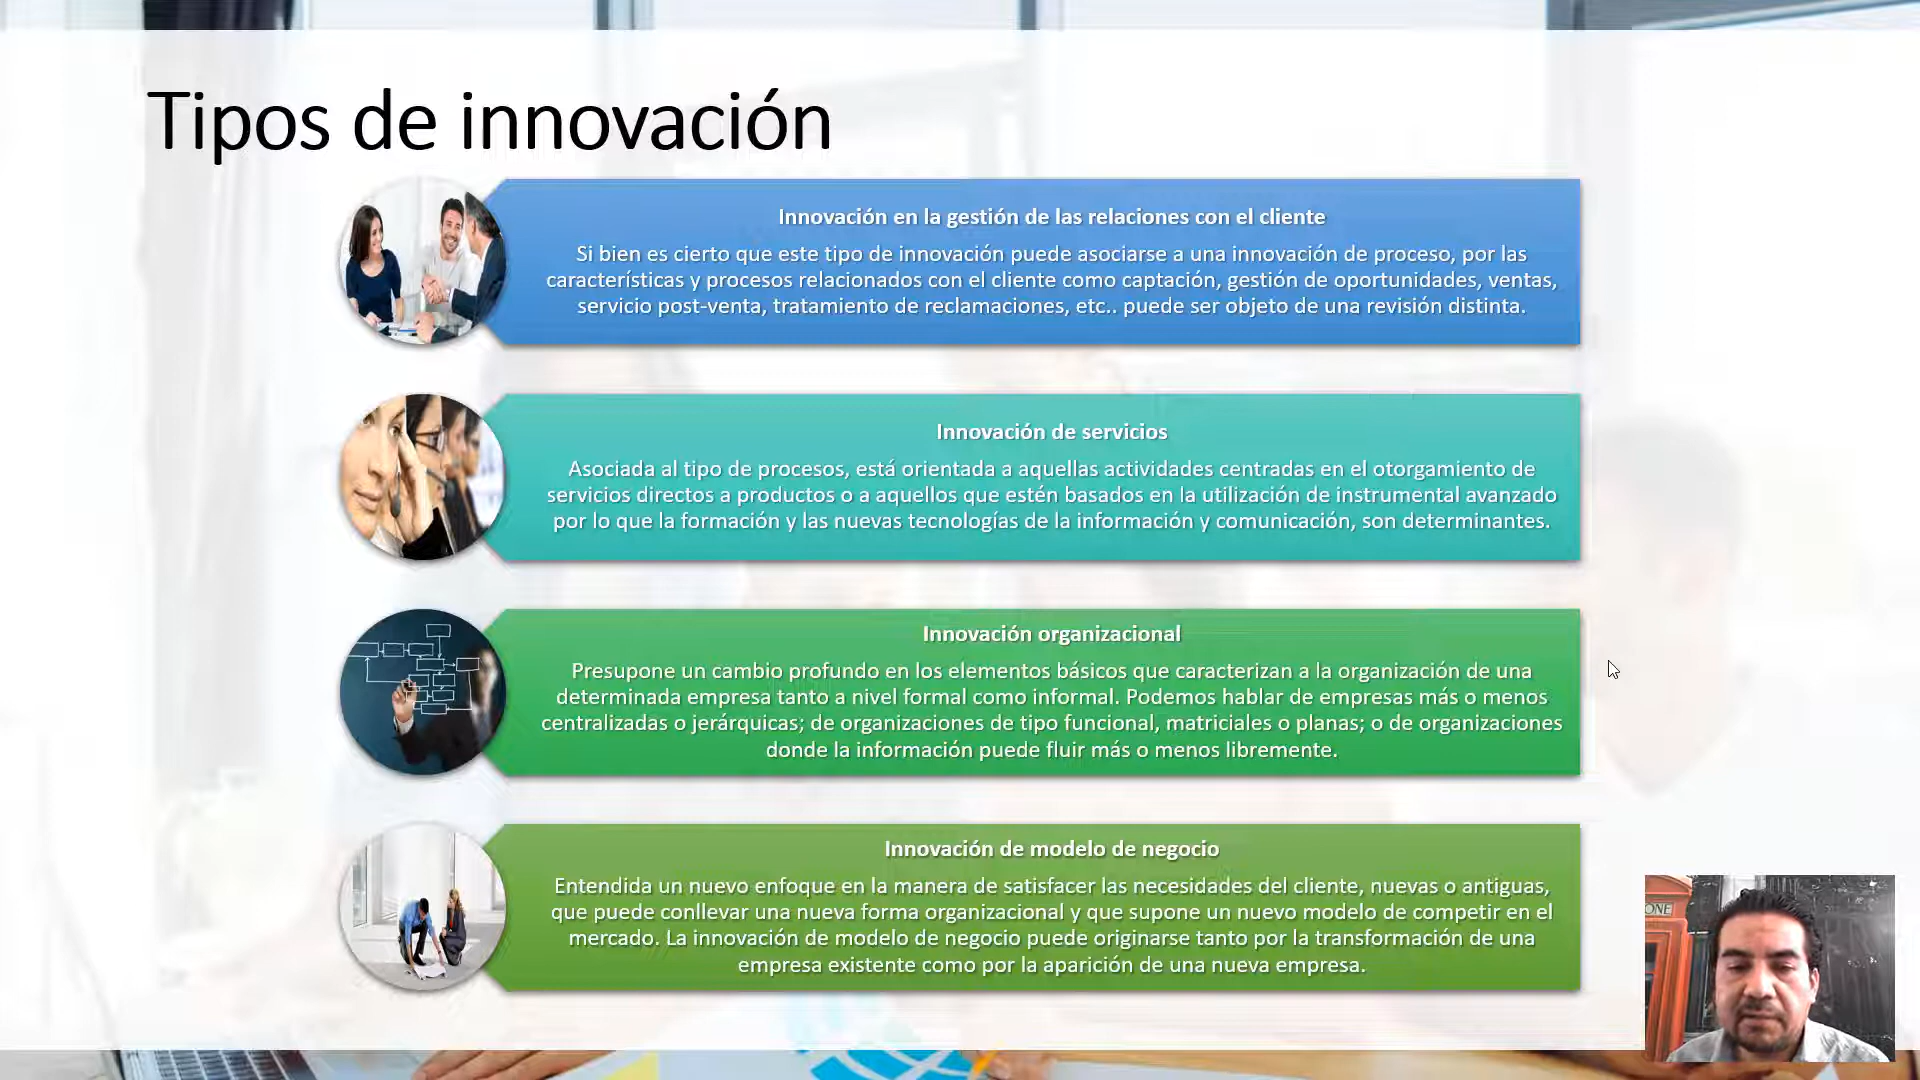 Tipos de innovación
Innovación en la gestión de las relaciones con el cliente
Si bien es cierto que este tipo de innovación puede asociarse a una innovación de proceso, por las
características y procesos relacionados con el cliente como captación, gestión de oportunidades, ventas,
servicio post-venta, tratamiento de reclamaciones, etc.. puede ser objeto de una revisión distinta.
Innovación de servicios
Asociada al tipo de procesos, está orientada a aquellas actividades centradas en el otorgamiento de
servicios directos a productos o a aquellos que estén basados en la utilización de instrumental avanzado
por lo que la formación y las nuevas tecnologías de la información y comunicación, son determinantes.
Innovación organizacional
Presupone un cambio profundo en los elementos básicos que caracterizan a la organización de una
determinada empresa tanto a nivel formal como informal. Podemos hablar de empresas más o menos
centralizadas o jerárquicas; de organizaciones de tipo funcional, matriciales o planas; o de organizaciones
donde la información puede fluir más o menos libremente.
Innovación de modelo de negocio
Entendida un nuevo enfoque en la manera de satisfacer las necesidades del cliente, nuevas o antiguas,
que puede conllevar una nueva forma organizacional y que supone un nuevo modelo de competir en el
mercado. La innovación de modelo de negocio puede originarse tanto por la transformación de una
empresa existente como por la aparición de una nueva empresa.
ONE